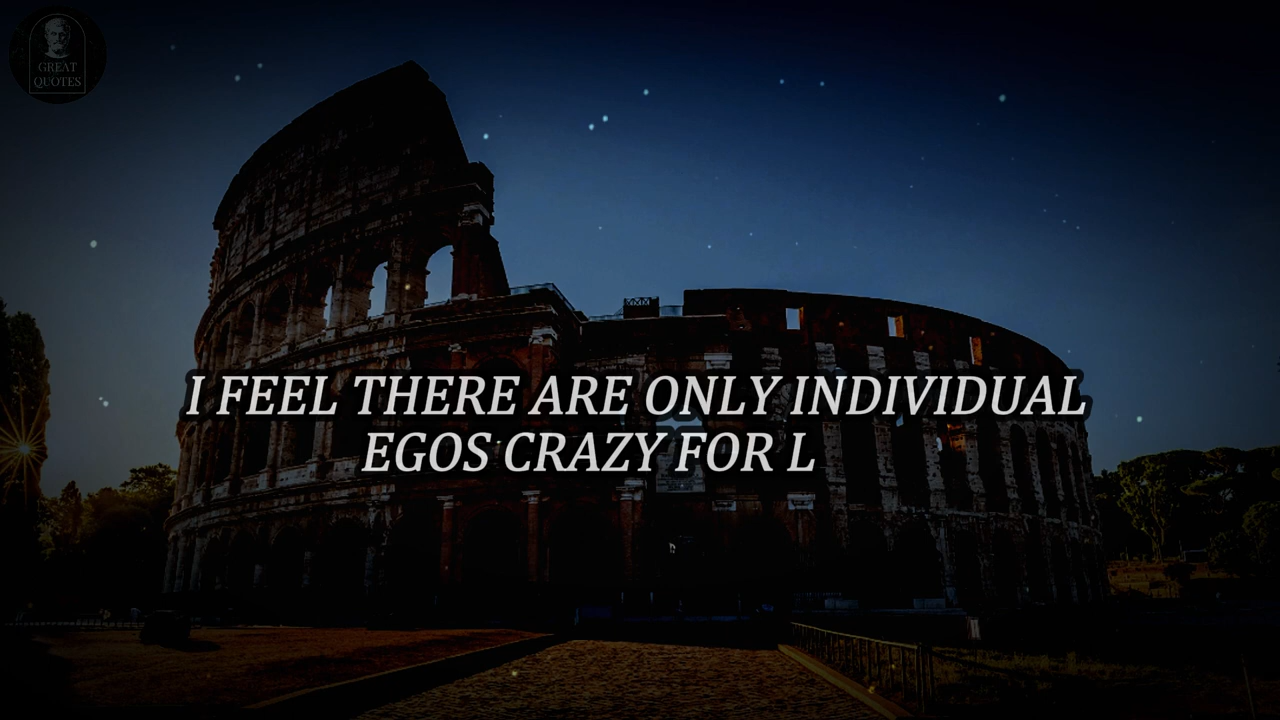 GREAT
QUOTES
I FEEL THERE ARE ONLY INDIVIDUAL
EGOS CRAZY FOR L